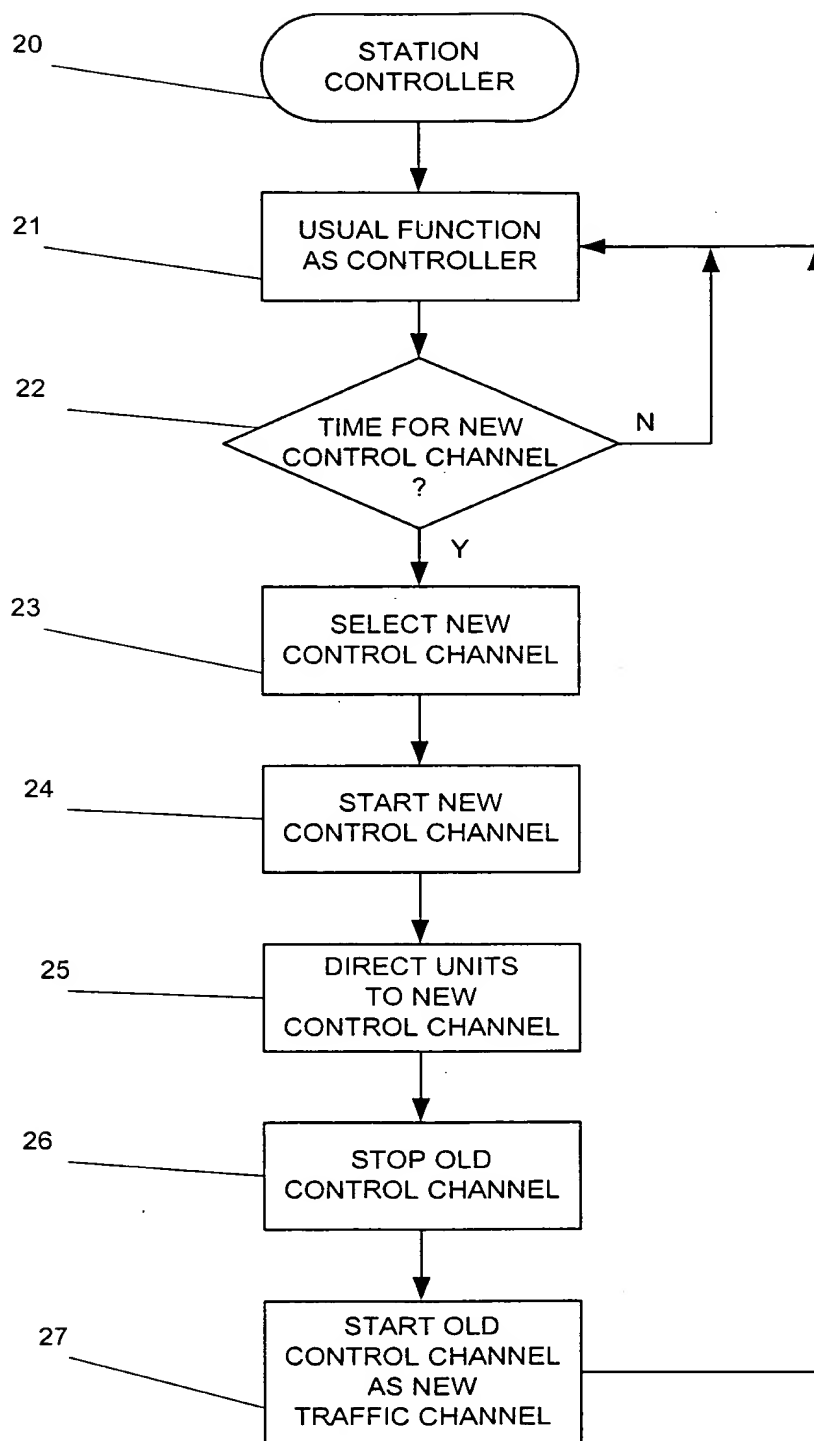 20
STATION
CONTROLLER
21
USUAL FUNCTION
AS CONTROLLER
22
TIME FOR NEW
CONTROL CHANNEL
?
N
Y
23
SELECT NEW
CONTROL CHANNEL
24
START NEW
CONTROL CHANNEL
25
DIRECT UNITS
TO NEW
CONTROL CHANNEL
26
STOP OLD
CONTROL CHANNEL
27
START OLD
CONTROL CHANNEL
AS NEW
TRAFFIC CHANNEL